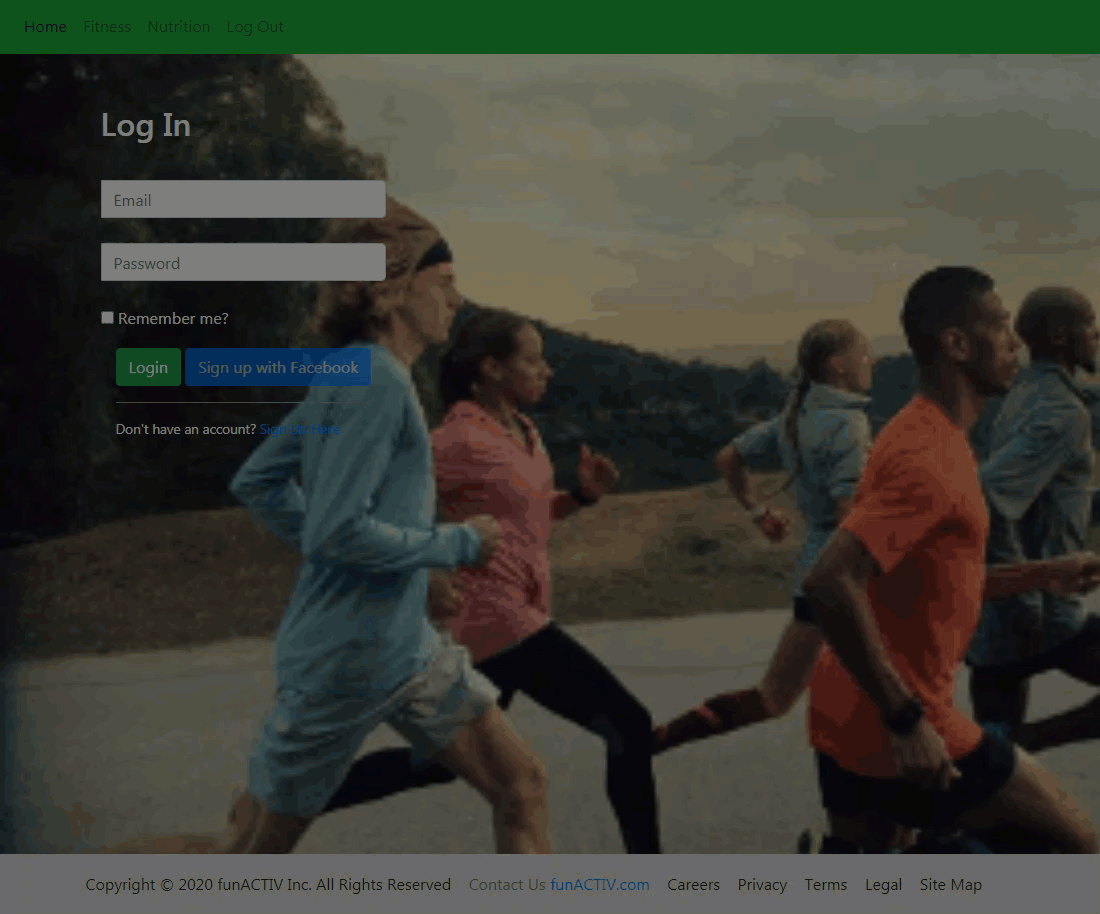 Home Fitness Nutrition Log Out
Log In
Email
Password
Remember me?
Login Sign up with Facebook
Don't have an account? Sign Up Here
Copyright © 2020 funACTIV Inc. All Rights Reserved Contact Us funACTIV.com Careers Privacy Terms Legal Site Map